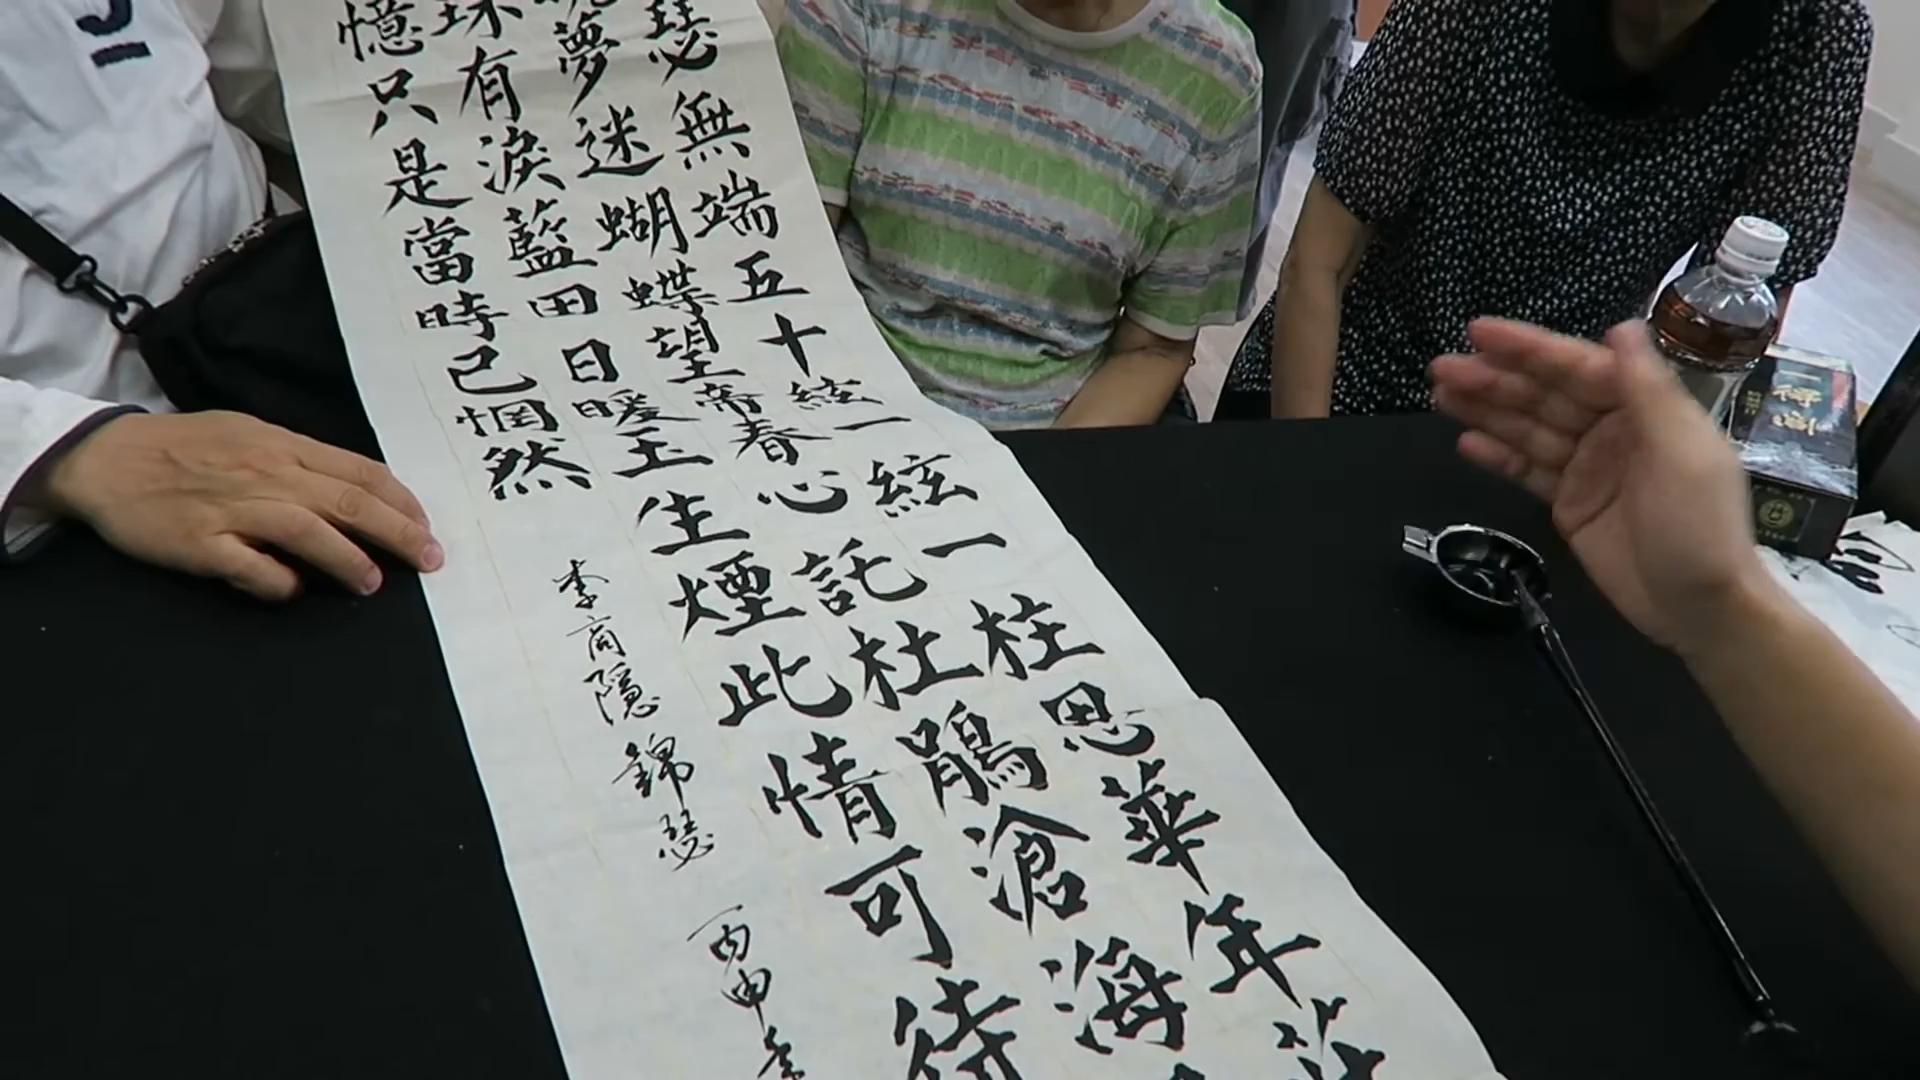 瑟無端五十絃一絃一柱思華年莊
夢迷蝴蝶望帝春心託杜鵑滄海
珠有淚藍田日暖玉生煙此情可待
憶只是當時已惘然
李商隱錦瑟 丙申